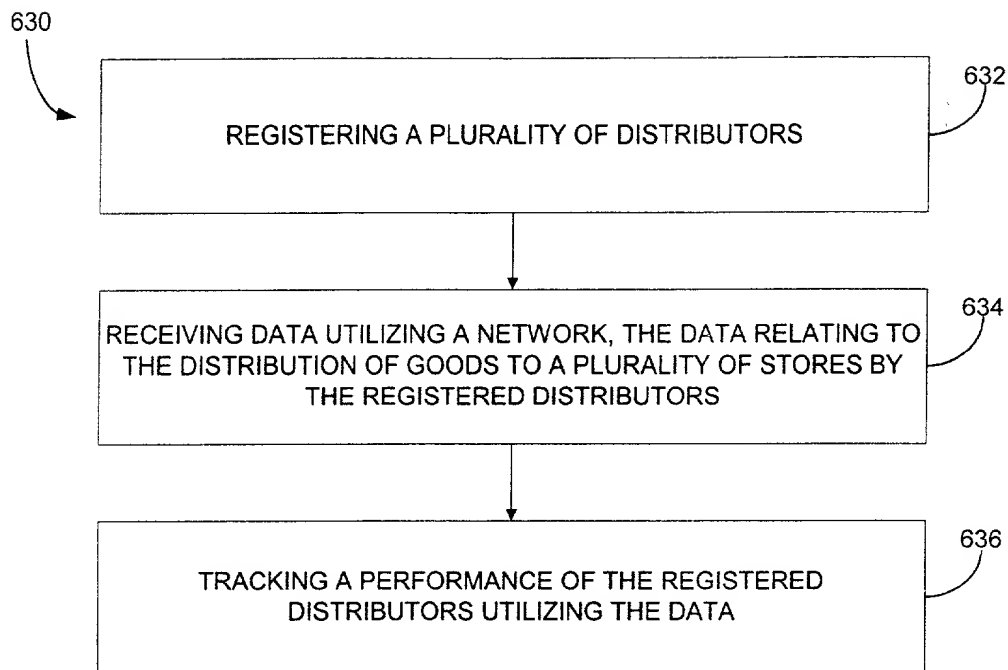 630
632
REGISTERING A PLURALITY OF DISTRIBUTORS
634
RECEIVING DATA UTILIZING A NETWORK, THE DATA RELATING TO
THE DISTRIBUTION OF GOODS TO A PLURALITY OF STORES BY
THE REGISTERED DISTRIBUTORS
636
TRACKING A PERFORMANCE OF THE REGISTERED
DISTRIBUTORS UTILIZING THE DATA